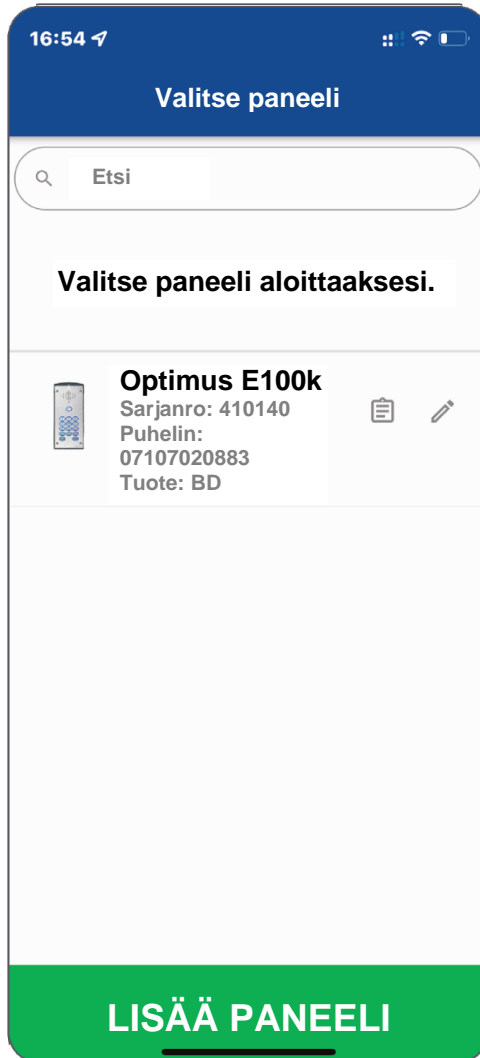 16:54
Valitse paneeli
Etsi
Valitse paneeli aloittaaksesi.
Optimus E100k
Sarjanro: 410140
Puhelin:
07107020883
Tuote: BD
LISÄÄ PANEELI